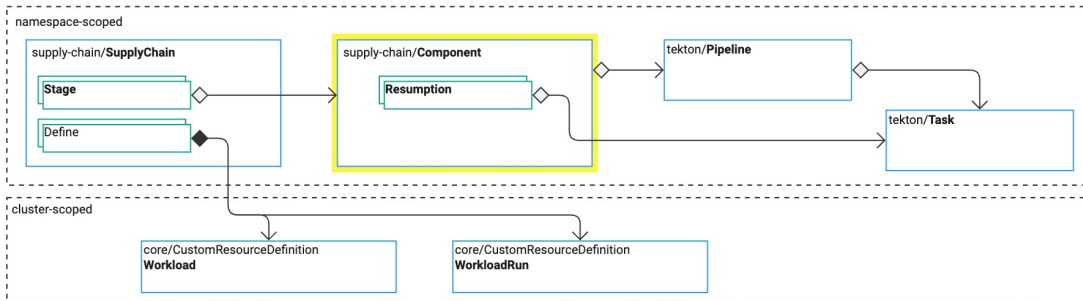 namespace-scoped
supply-chain/SupplyChain
Stage
Define
supply-chain/Component
Resumption
tekton/Pipeline
tekton/Task
cluster-scoped
core/CustomResourceDefinition
Workload
core/CustomResourceDefinition
WorkloadRun